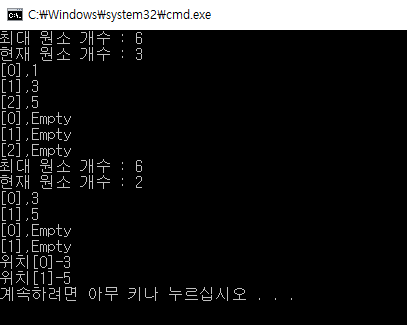 C:₩Windows₩system32₩cmd.exe
최대 원소 개수 : 6
현재 원소 개수 : 3
[0],1
[1],3
[2],5
[0],Empty
[1],Empty
[2],Empty
최대 원소 개수 : 6
현재 원소 개수 : 2
[0],3
[1],5
[0],Empty
[1],Empty
위치[0]-3
위치[1]-5
계속하려면 아무 키나 누르십시오 . . .